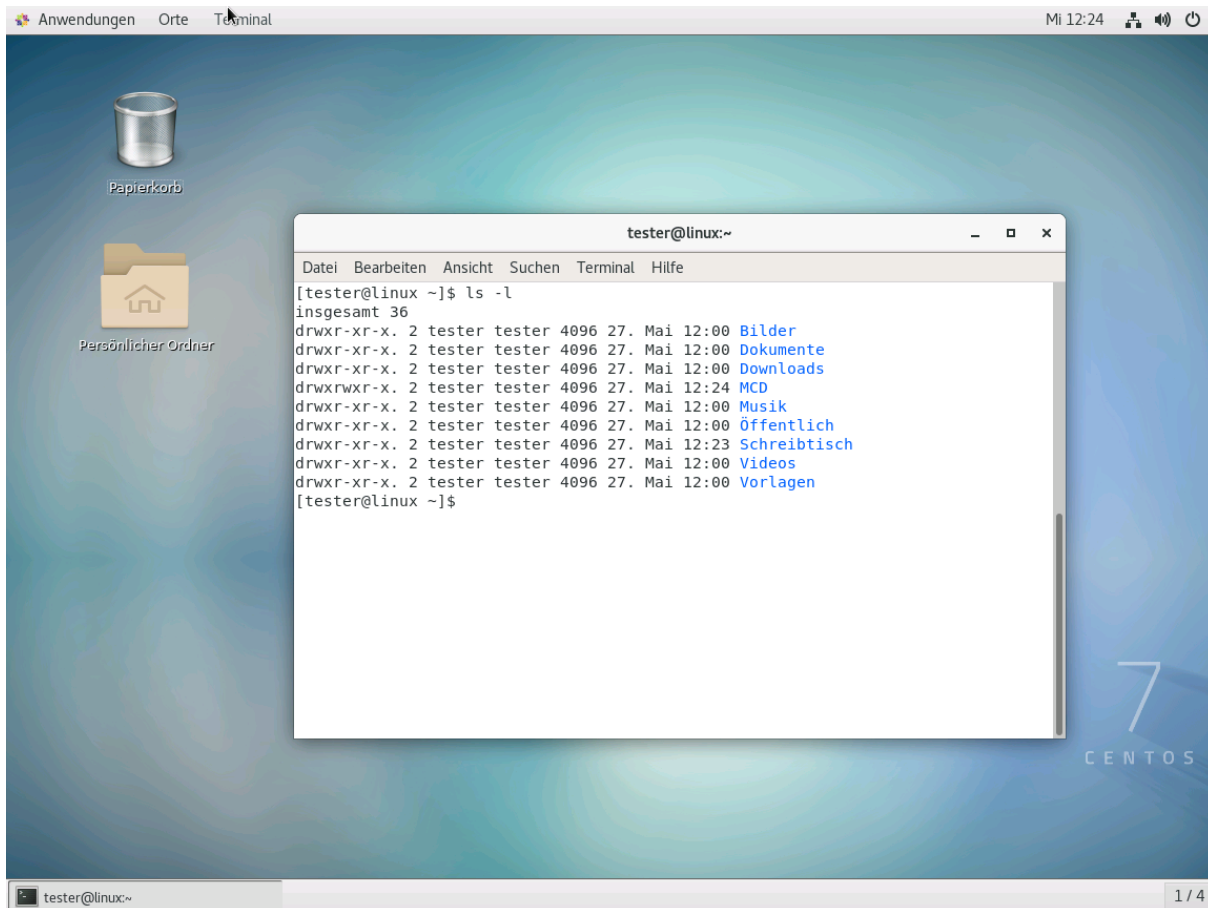 Anwendungen Orte Terminal Mi 12:24
Papierkorb
Persönlicher Ordner
tester@linux:~
Datei Bearbeiten Ansicht Suchen Terminal Hilfe
[tester@linux ~]$ ls -l
insgesamt 36
drwxr-xr-x. 2 tester tester 4096 27. Mai 12:00 Bilder
drwxr-xr-x. 2 tester tester 4096 27. Mai 12:00 Dokumente
drwxr-xr-x. 2 tester tester 4096 27. Mai 12:00 Downloads
drwxrwxr-x. 2 tester tester 4096 27. Mai 12:24 MCD
drwxr-xr-x. 2 tester tester 4096 27. Mai 12:00 Musik
drwxr-xr-x. 2 tester tester 4096 27. Mai 12:00 Öffentlich
drwxr-xr-x. 2 tester tester 4096 27. Mai 12:23 Schreibtisch
drwxr-xr-x. 2 tester tester 4096 27. Mai 12:00 Videos
drwxr-xr-x. 2 tester tester 4096 27. Mai 12:00 Vorlagen
[tester@linux ~]$
7
CENTOS
tester@linux:~ 1 / 4